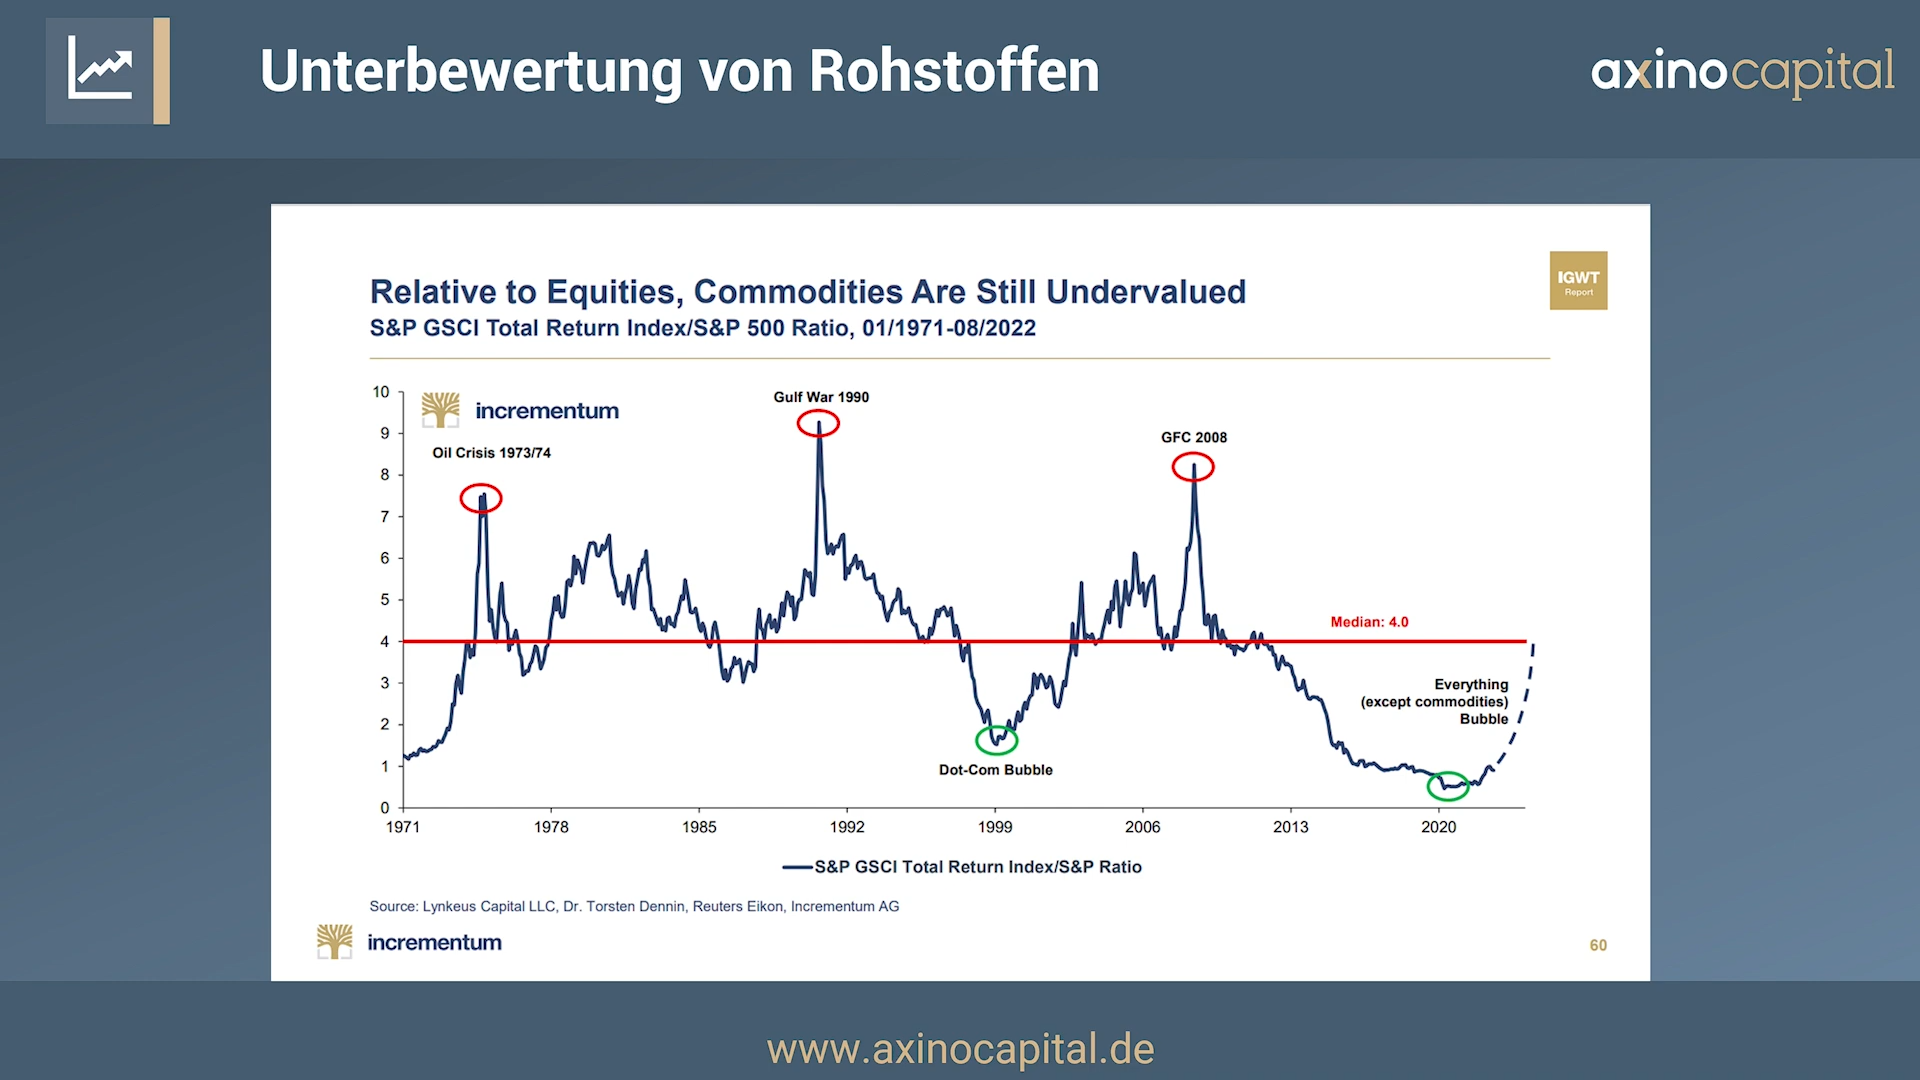 Unterbewertung von Rohstoffen
axinocapital
IGWT
Report
Relative to Equities, Commodities Are Still Undervalued
S&P GSCI Total Return Index/S&P 500 Ratio, 01/1971-08/2022
10
9
8
7
6
5
4
3
2
1
0
incrementum
Oil Crisis 1973/74
Gulf War 1990
GFC 2008
Median: 4.0
Everything
(except commodities)
Bubble
Dot-Com Bubble
1971 1978 1985 1992 1999 2006 2013 2020
S&P GSCI Total Return Index/S&P Ratio
Source: Lynkeus Capital LLC, Dr. Torsten Dennin, Reuters Eikon, Incrementum AG
incrementum
60
www.axinocapital.de